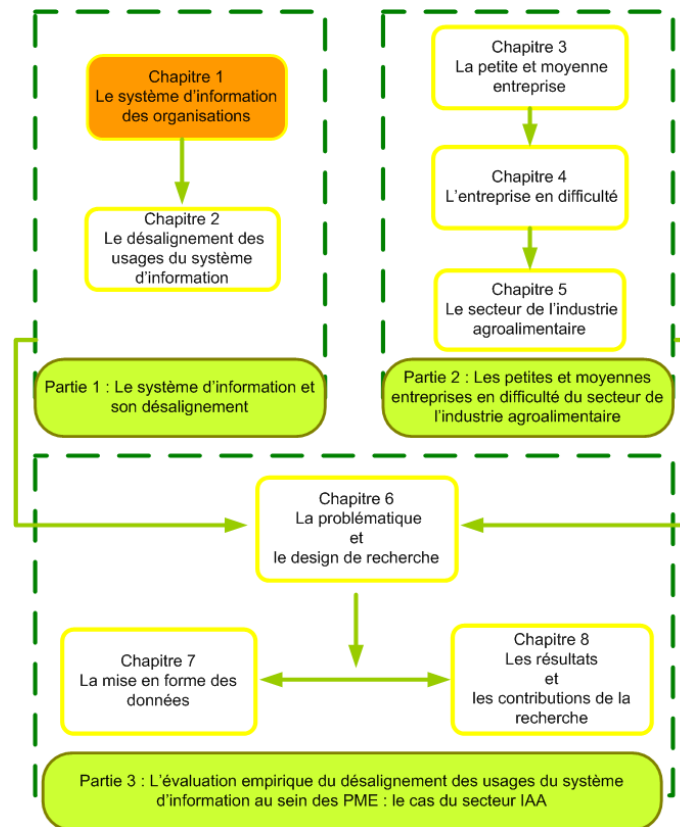 Chapitre 1
Le système d'information
des organisations
Chapitre 2
Le désalignement des
usages du système
d'information
Partie 1 : Le système d'information et
son désalignement
Chapitre 3
La petite et moyenne
entreprise
Chapitre 4
L'entreprise en difficulté
Chapitre 5
Le secteur de l'industrie
agroalimentaire
Partie 2 : Les petites et moyennes
entreprises en difficulté du secteur de
l'industrie agroalimentaire
Chapitre 6
La problématique
et
le design de recherche
Chapitre 7
La mise en forme des
données
Chapitre 8
Les résultats
et
les contributions de la
recherche
Partie 3 : L'évaluation empirique du désalignement des usages du système
d'information au sein des PME : le cas du secteur IAA